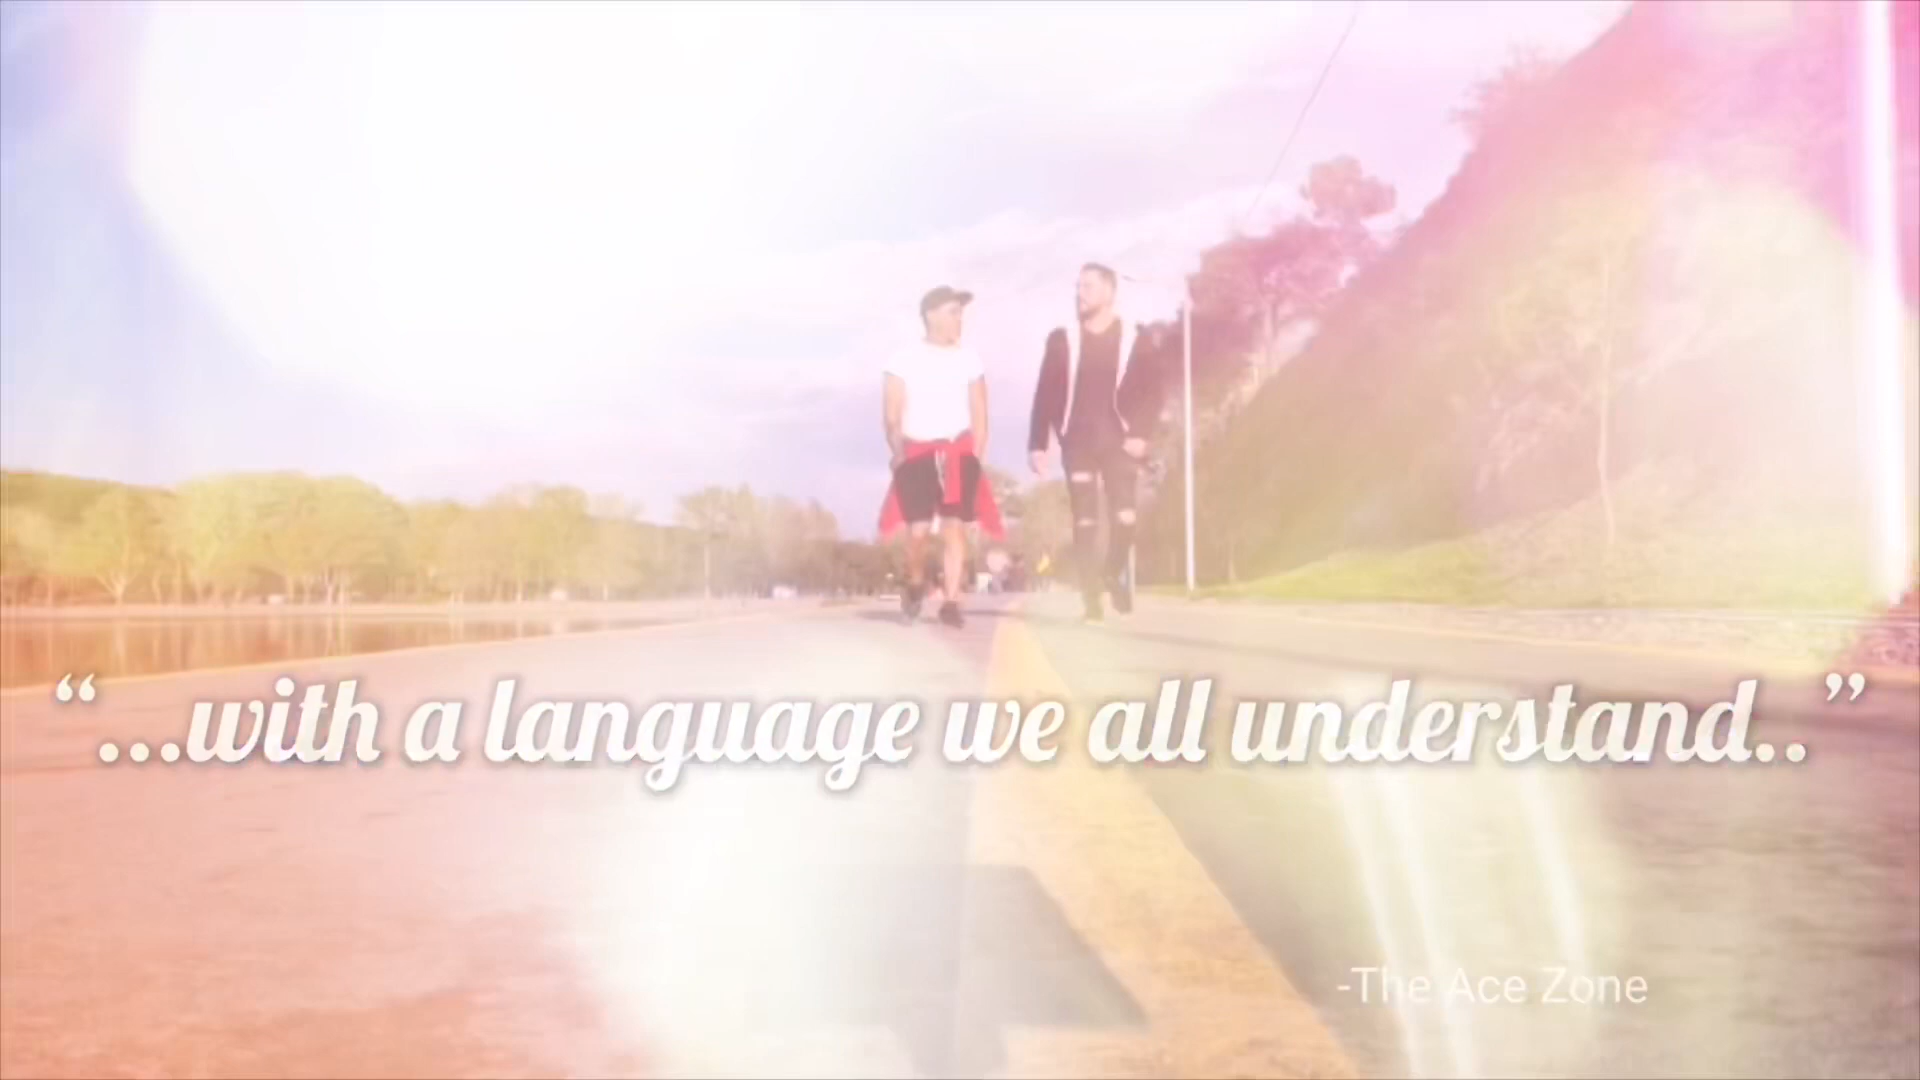 “...with a language we all understand..”
-The Ace Zone